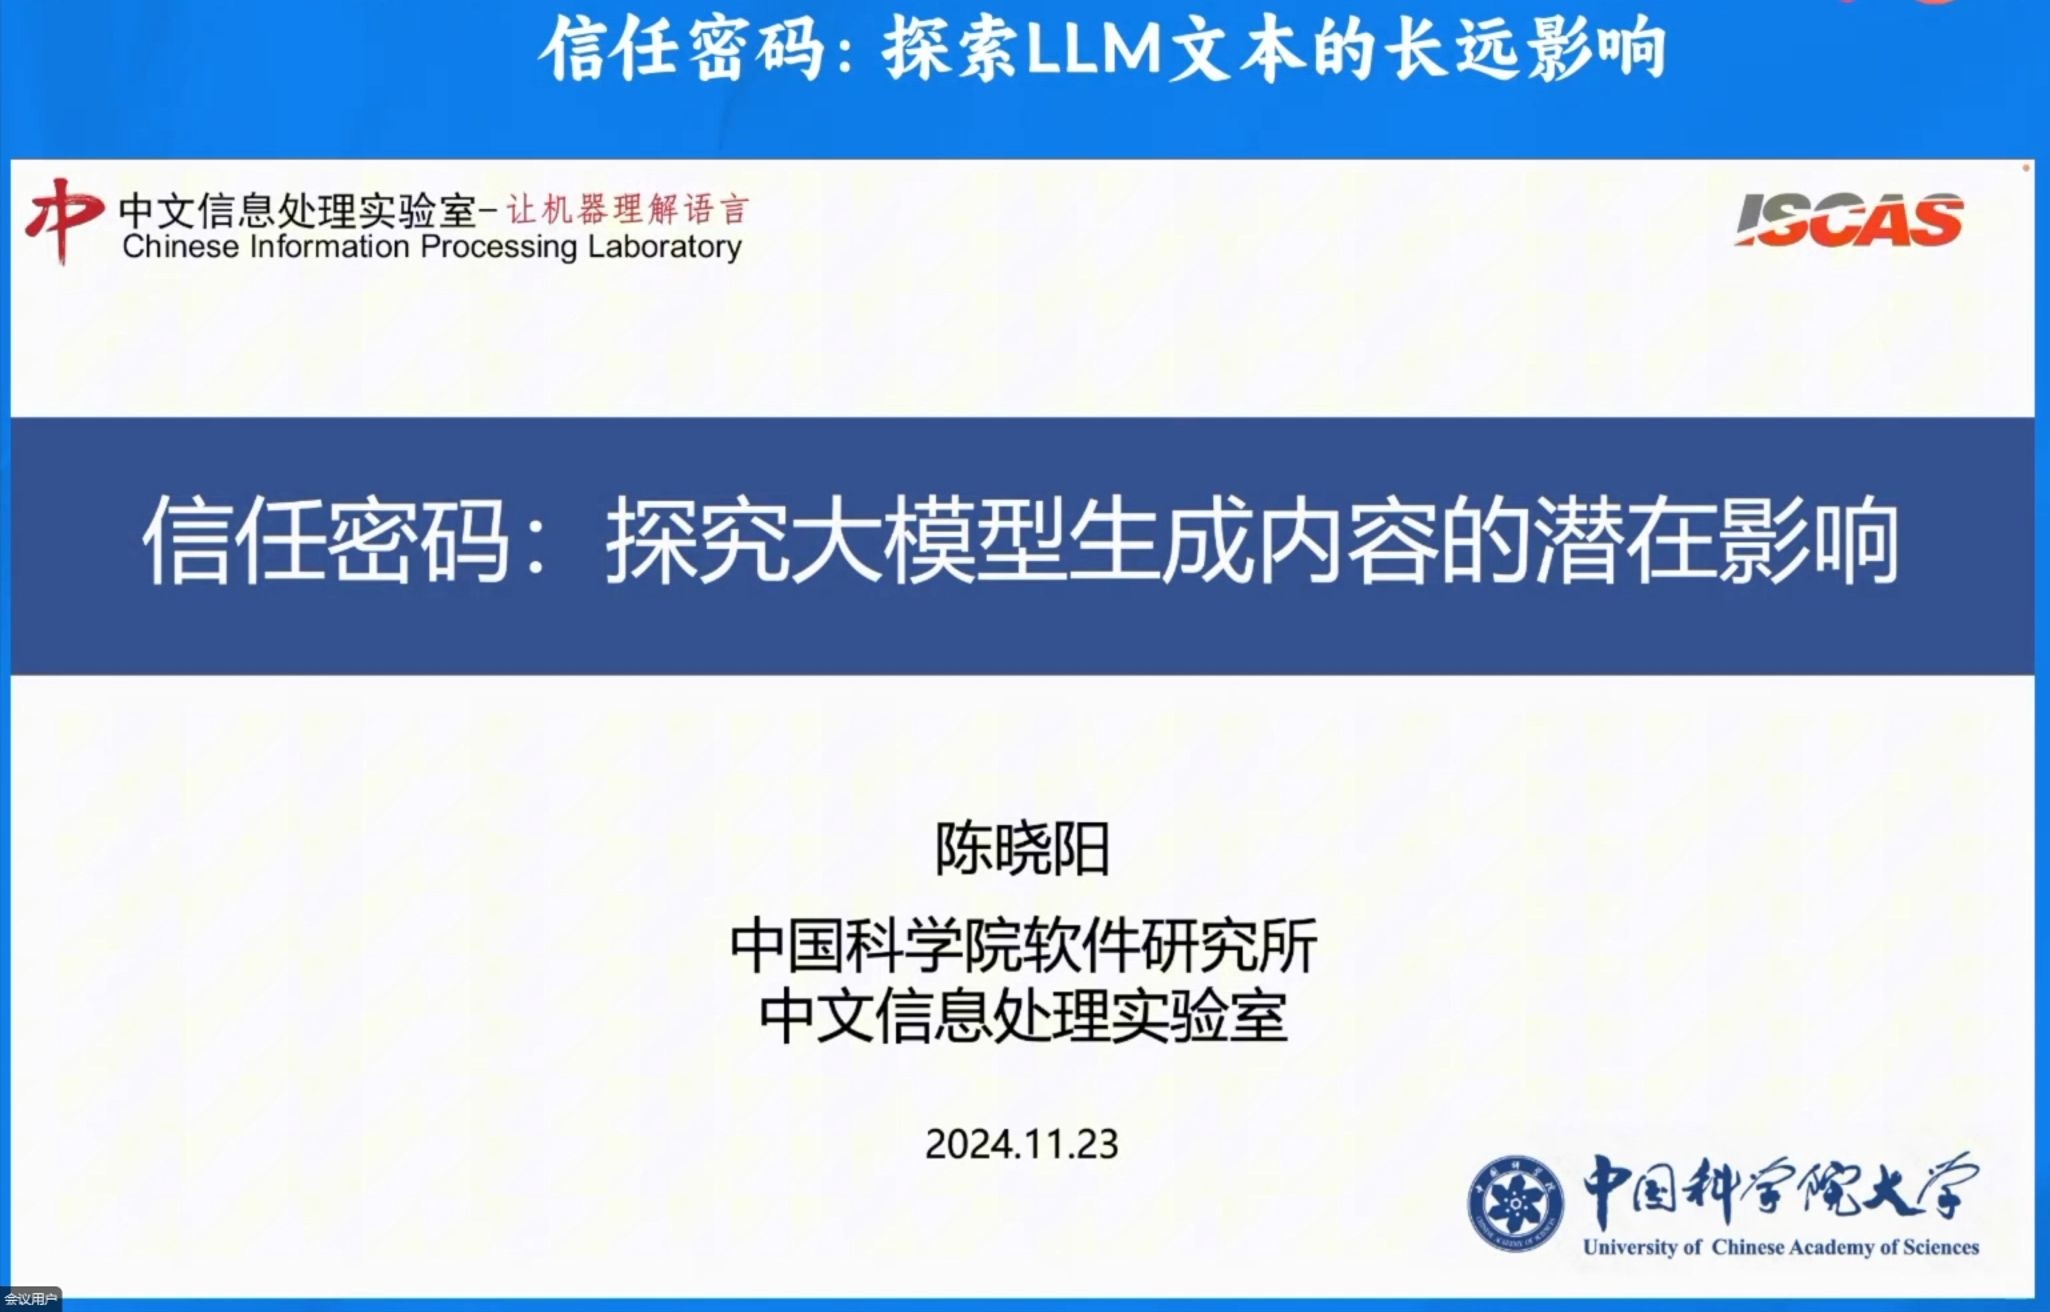 信任密码：探索LLM文本的长远影响
中文信息处理实验室-让机器理解语言
Chinese Information Processing Laboratory
ISCAS
信任密码：探究大模型生成内容的潜在影响
陈晓阳
中国科学院软件研究所
中文信息处理实验室
2024.11.23
中国科学院大学
University of Chinese Academy of Sciences
会议用户